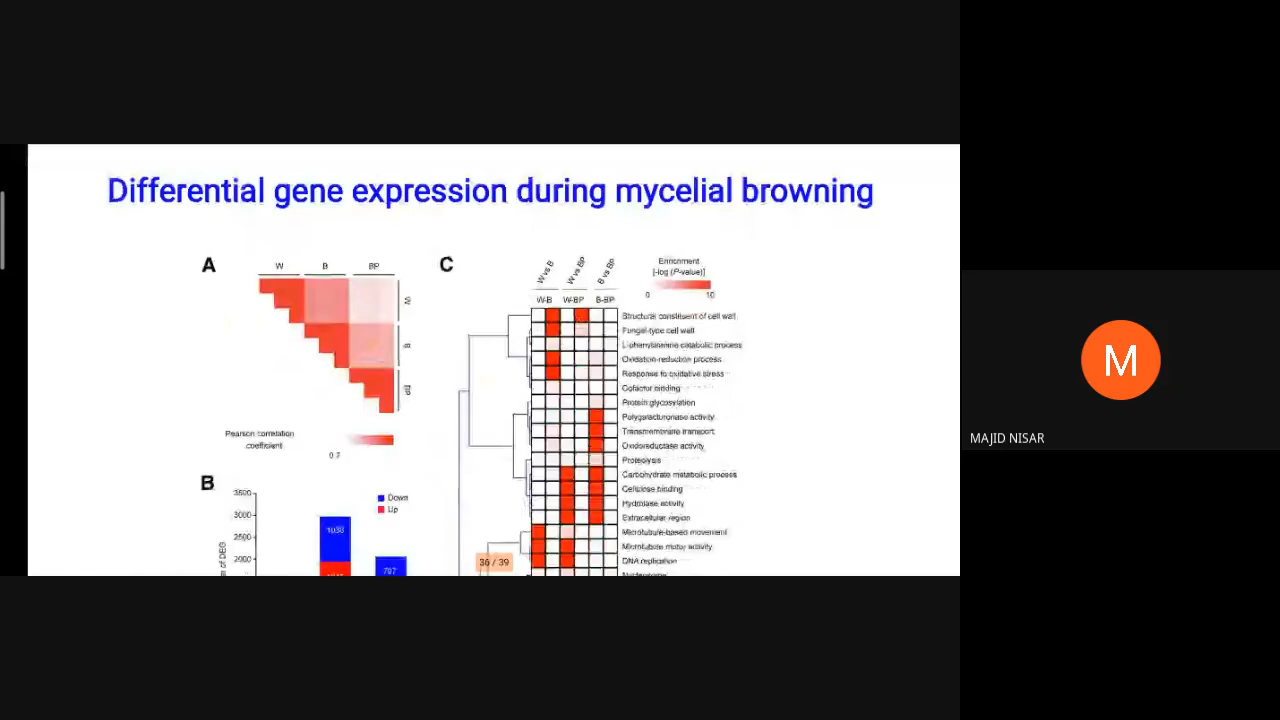 Differential gene expression during mycelial browning
A
W B BP
W
B
BP
Pearson correlation
coefficient
0.7
B
3500
3000
2500
2000
Down
Up
1038
797
of DEG
C
W vs B
W vs BP
B vs BP
W-B W-BP B-BP
Enrichment
[-log (P-value)]
0 10
Structural constituent of cell wall
Fungal-type cell wall
L-phenylalanine catabolic process
Oxidation-reduction process
Response to oxidative stress
Cofactor binding
Protein glycosylation
Polygalacturonase activity
Transmembrane transport
Oxidoreductase activity
Proteolysis
Carbohydrate metabolic process
Cellulose binding
Hydrolase activity
Extracellular region
Microtubule-based movement
Microtubule motor activity
DNA replication
36 / 39
M
MAJID NISAR